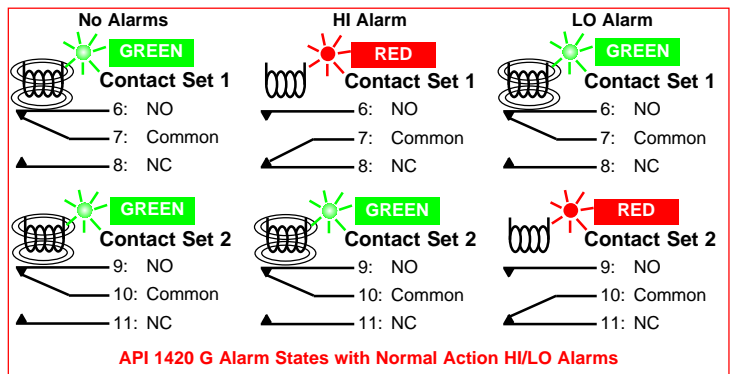 No Alarms
HI Alarm
LO Alarm
GREEN
Contact Set 1
6: NO
7: Common
8: NC
RED
Contact Set 1
6: NO
7: Common
8: NC
GREEN
Contact Set 1
6: NO
7: Common
8: NC
GREEN
Contact Set 2
9: NO
10: Common
11: NC
GREEN
Contact Set 2
9: NO
10: Common
11: NC
RED
Contact Set 2
9: NO
10: Common
11: NC
API 1420 G Alarm States with Normal Action HI/LO Alarms